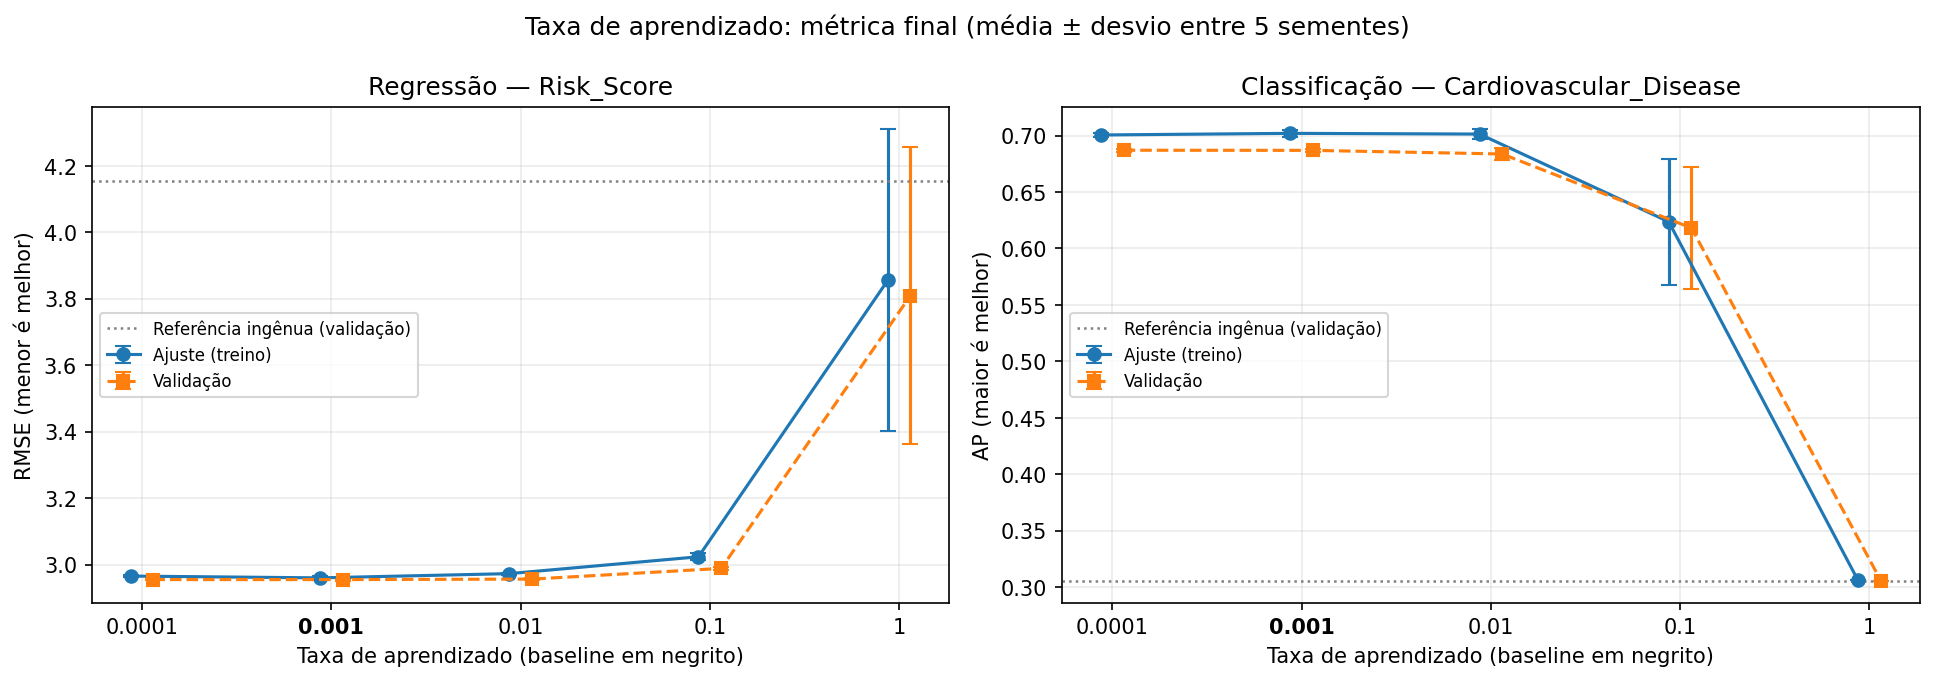 Taxa de aprendizado: métrica final (média ± desvio entre 5 sementes)
Regressão — Risk_Score
RMSE (menor é melhor)
4.2
4.0
3.8
3.6
3.4
3.2
3.0
Referência ingênua (validação)
Ajuste (treino)
Validação
0.0001
0.001
0.01
0.1
1
Taxa de aprendizado (baseline em negrito)
Classificação — Cardiovascular_Disease
AP (maior é melhor)
0.70
0.65
0.60
0.55
0.50
0.45
0.40
0.35
0.30
Referência ingênua (validação)
Ajuste (treino)
Validação
0.0001
0.001
0.01
0.1
1
Taxa de aprendizado (baseline em negrito)